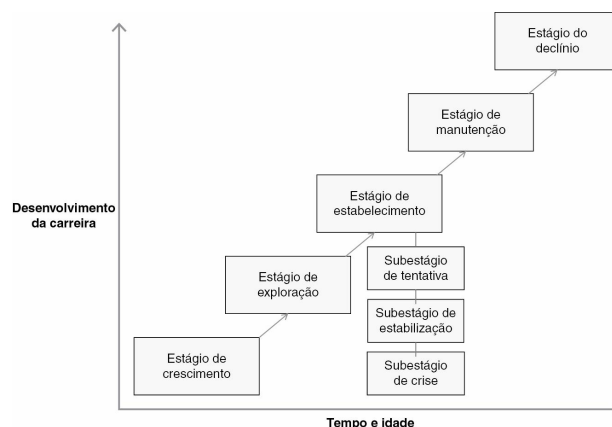 Estágio do
declínio
Estágio de
manutenção
Estágio de
estabelecimento
Desenvolvimento
da carreira
Subestágio
de tentativa
Estágio de
exploração
Subestágio de
estabilização
Estágio de
crescimento
Subestágio
de crise
Tempo e idade